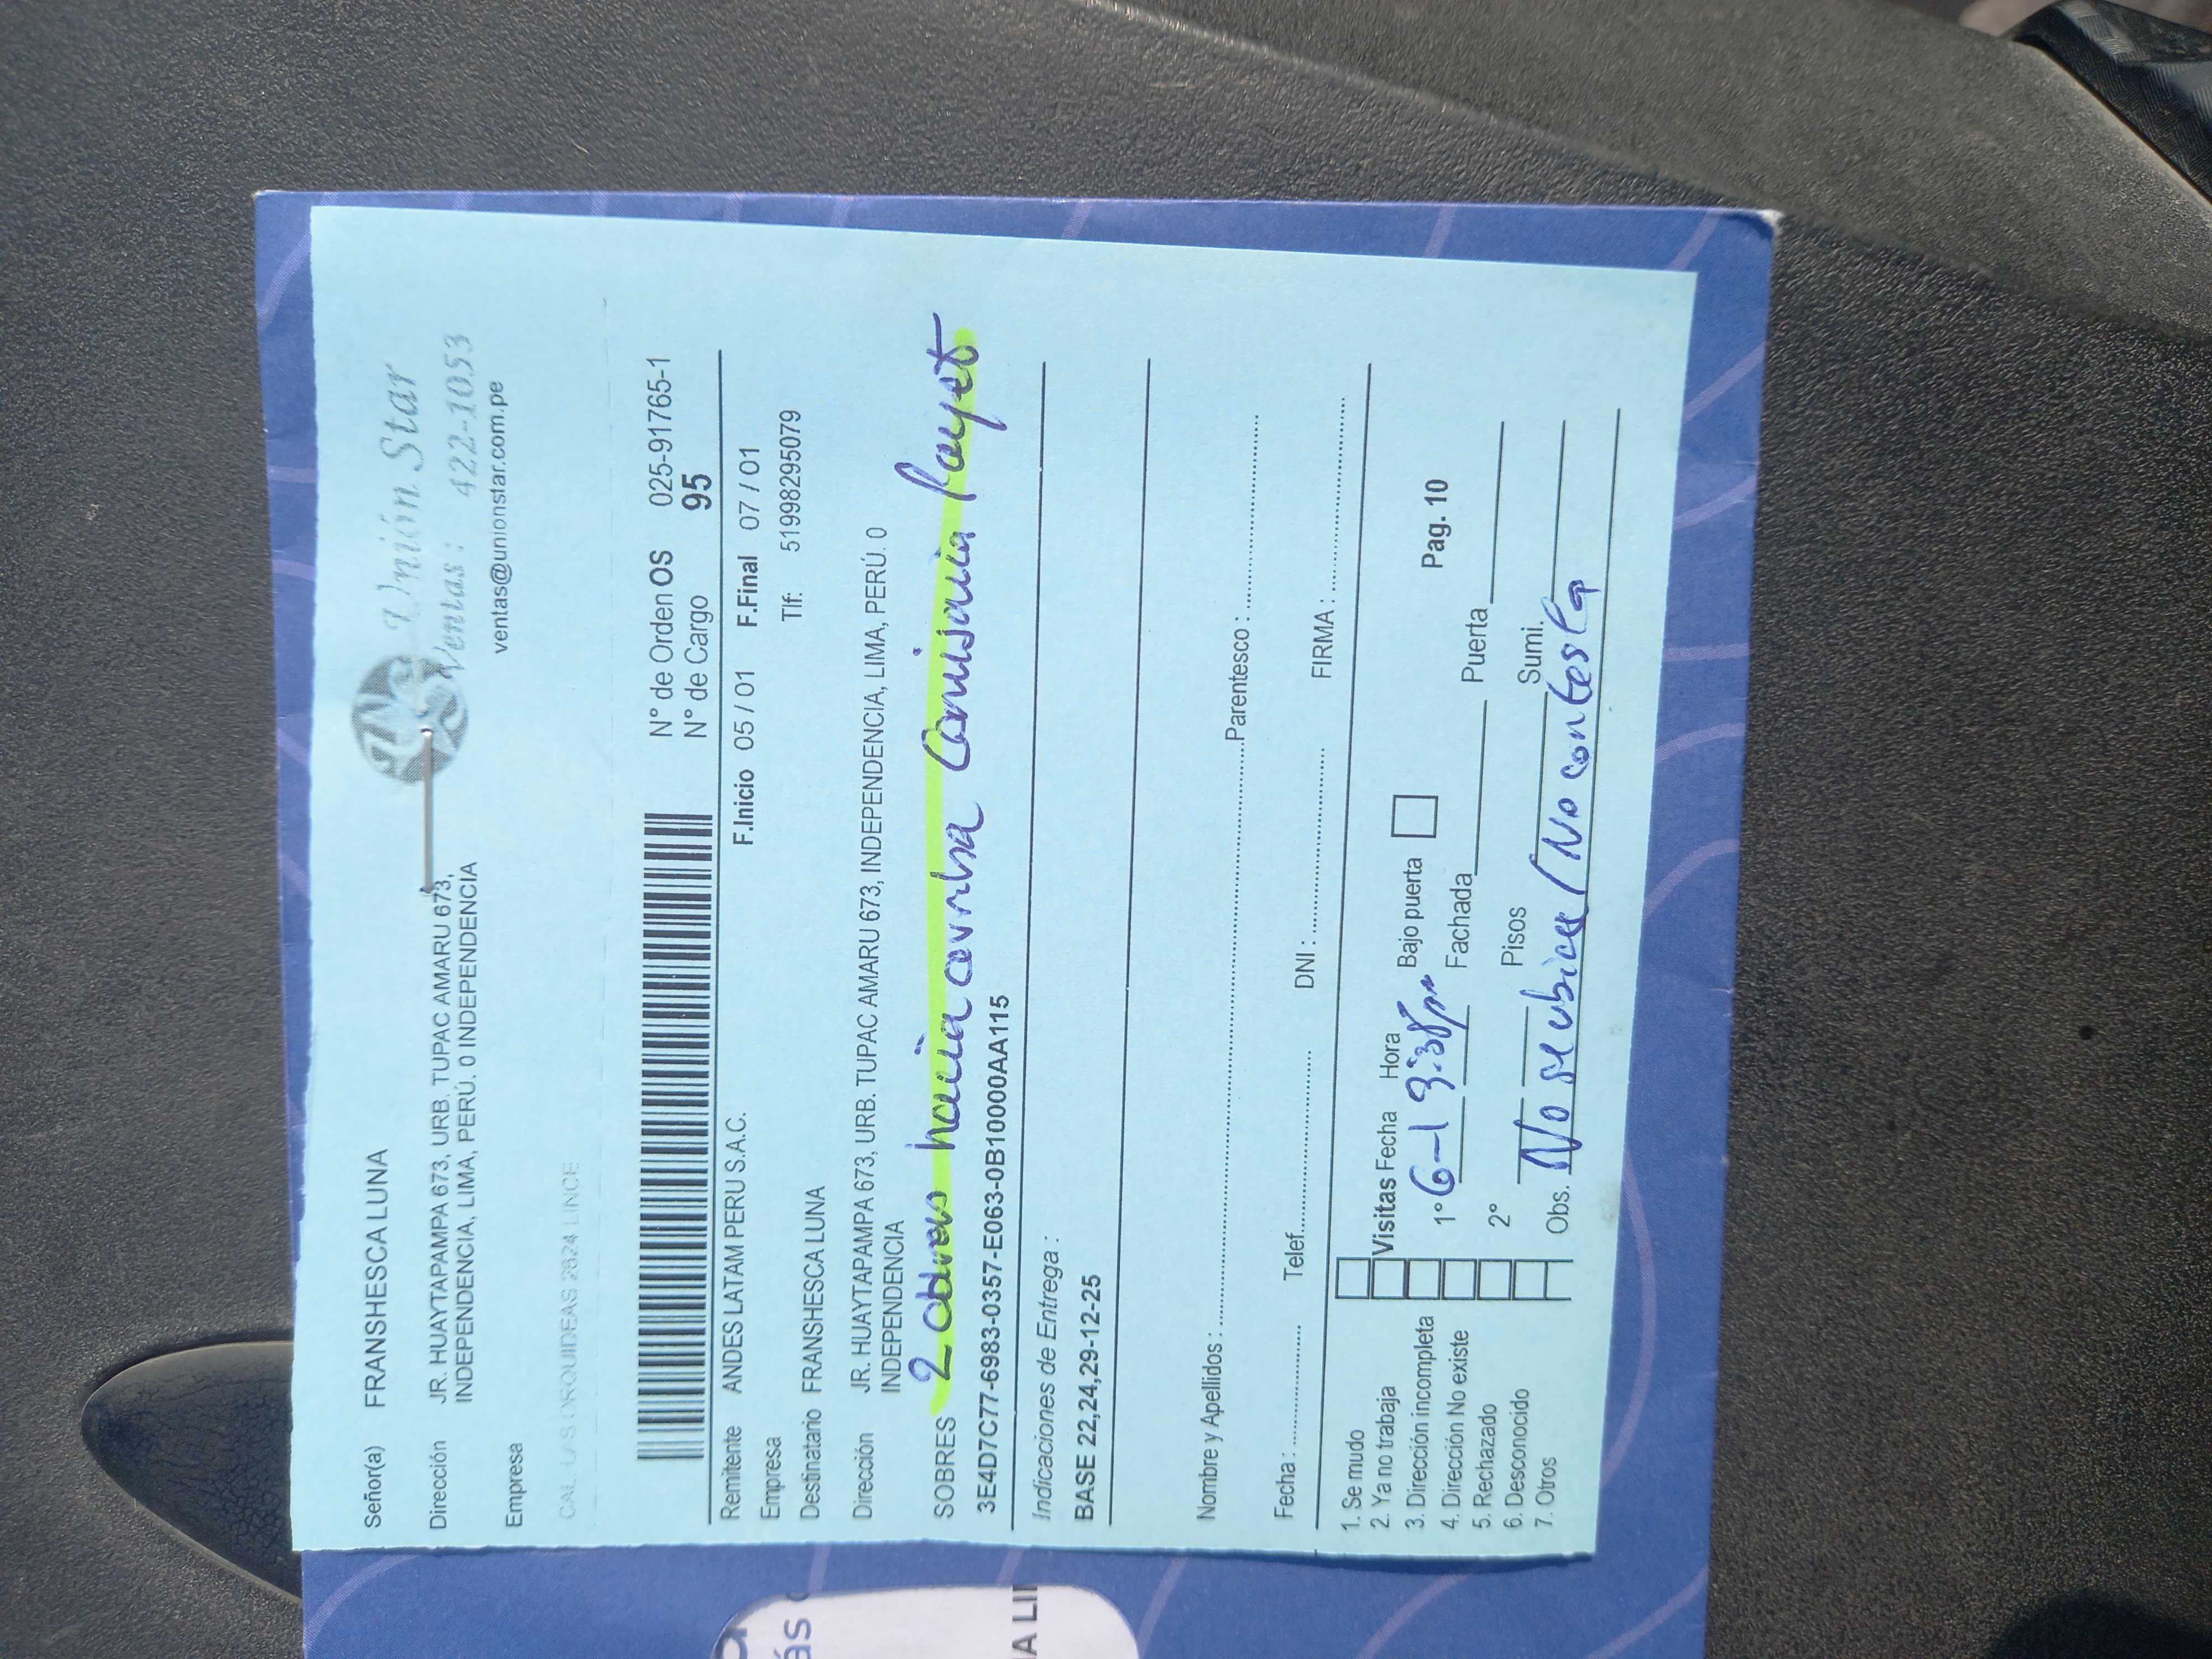 Unión Star
Ventas: 422-1053
ventas@unionstar.com.pe
Señor(a) FRANSHESCA LUNA
Dirección JR. HUAYTAPAMPA 673, URB. TUPAC AMARU 673,
INDEPENDENCIA, LIMA, PERÚ. 0 INDEPENDENCIA
Empresa
ORQUIDEAS 2624 LINCE
N° de Orden OS 025-91765-1
N° de Cargo 95
Remitente ANDES LATAM PERU S.A.C.
F.Inicio 05 / 01 F.Final 07 / 01
Empresa
Tlf: 51998295079
Destinatario FRANSHESCA LUNA
Dirección JR. HUAYTAPAMPA 673, URB. TUPAC AMARU 673, INDEPENDENCIA, LIMA, PERÚ. 0
INDEPENDENCIA
SOBRES 2 cdras hacia arriba Comisaria Payet
3E4D7C77-6983-0357-E063-0B10000AA115
Indicaciones de Entrega :
BASE 22,24,29-12-25
Nombre y Apellidos : Parentesco :
Fecha : Telef. DNI : FIRMA :
1. Se mudo
2. Ya no trabaja
3. Dirección incompleta
4. Dirección No existe
5. Rechazado
6. Desconocido
7. Otros
Visitas Fecha Hora
Bajo puerta
Pag. 10
1° 6-1 3:38pm
Fachada Puerta
2°
Pisos Sumi.
Obs. No se ubica / No contesta
ás
A LI